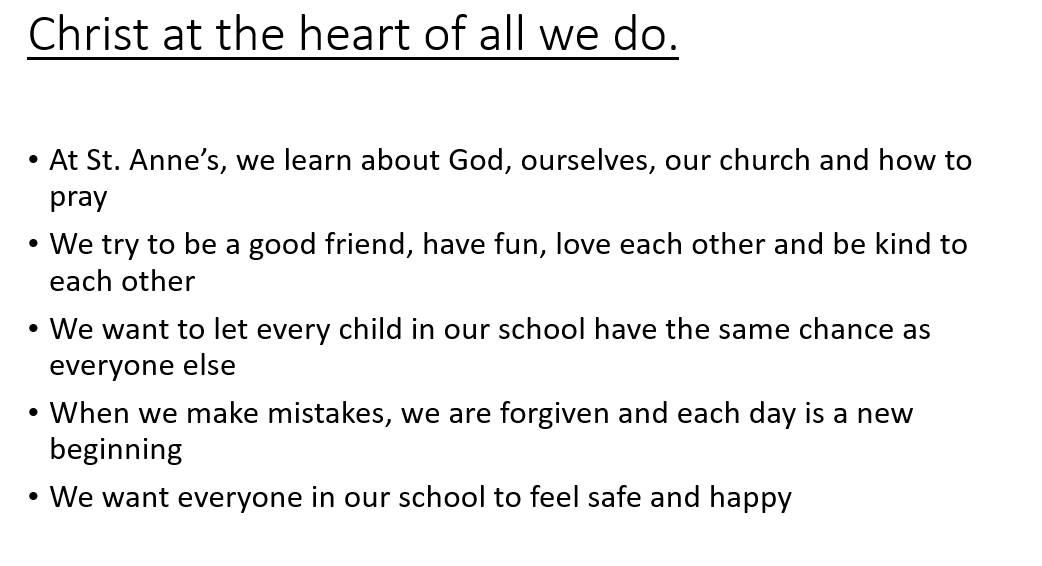 Christ at the heart of all we do.
• At St. Anne’s, we learn about God, ourselves, our church and how to
pray
• We try to be a good friend, have fun, love each other and be kind to
each other
• We want to let every child in our school have the same chance as
everyone else
• When we make mistakes, we are forgiven and each day is a new
beginning
• We want everyone in our school to feel safe and happy